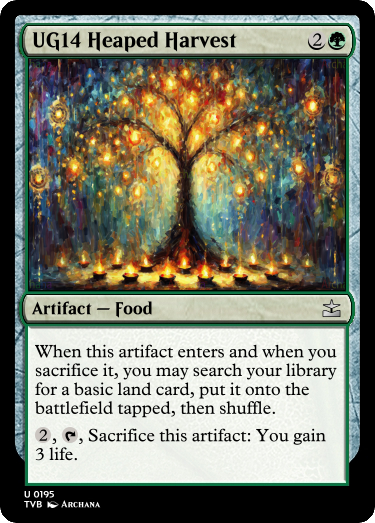 UG14 Heaped Harvest 2
Artifact — Food
When this artifact enters and when you
sacrifice it, you may search your library
for a basic land card, put it onto the
battlefield tapped, then shuffle.
2, , Sacrifice this artifact: You gain
3 life.
U 0195
TVB Archana